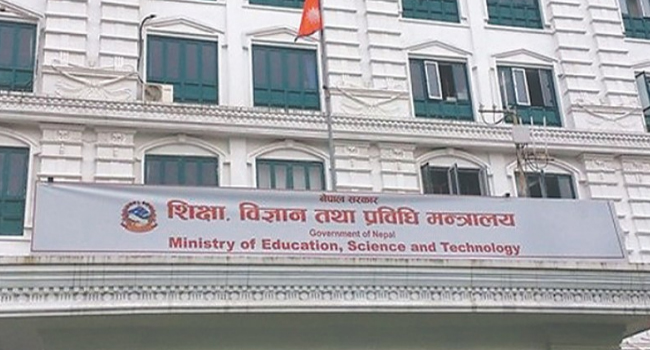 नेपाल सरकार
शिक्षा, विज्ञान तथा प्रविधि मन्त्रालय
Government of Nepal
Ministry of Education, Science and Technology